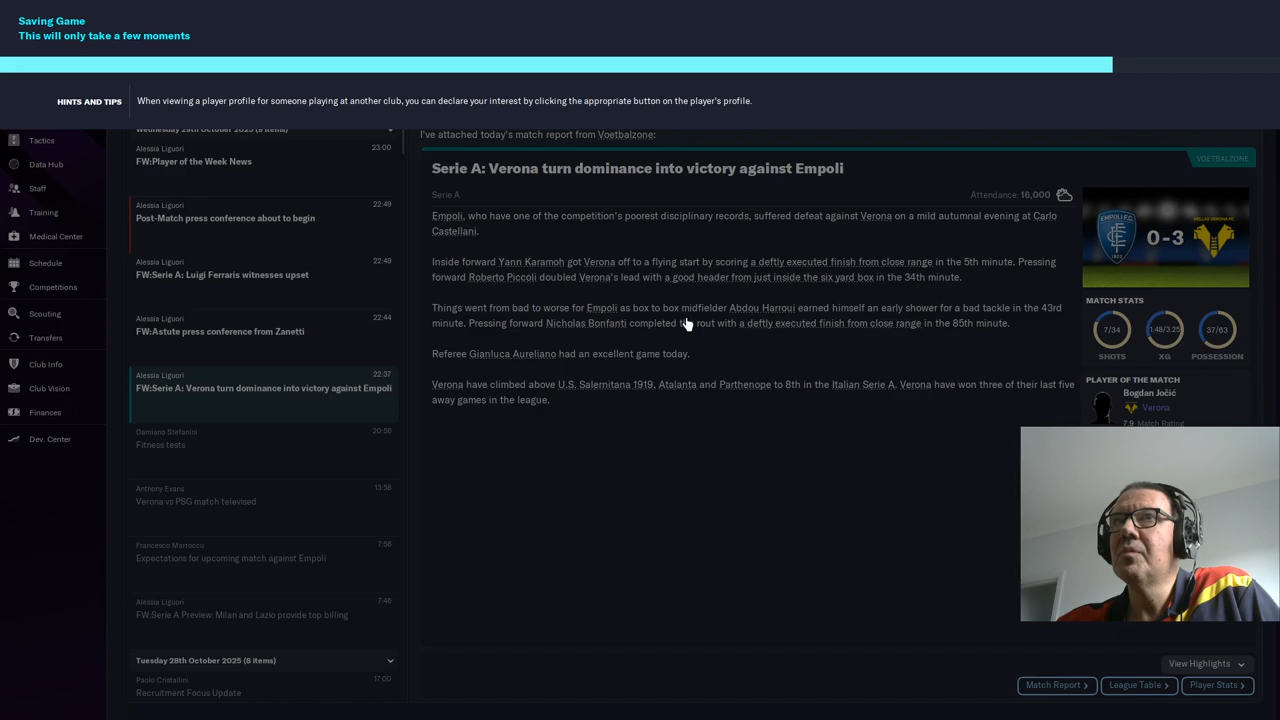 Saving Game
This will only take a few moments
HINTS AND TIPS
When viewing a player profile for someone playing at another club, you can declare your interest by clicking the appropriate button on the player's profile.
Tactics
Data Hub
Staff
Training
Medical Center
Schedule
Competitions
Scouting
Transfers
Club Info
Club Vision
Finances
Dev. Center
Wednesday 29th October 2025 (9 items)
Alessia Liguori 23:00
FW:Player of the Week News
Alessia Liguori 22:49
Post-Match press conference about to begin
Alessia Liguori 22:49
FW:Serie A: Luigi Ferraris witnesses upset
Alessia Liguori 22:44
FW:Astute press conference from Zanetti
Alessia Liguori 22:37
FW:Serie A: Verona turn dominance into victory against Empoli
Damiano Stefanini 20:56
Fitness tests
Anthony Evans 13:58
Verona vs PSG match televised
Francesco Marroccu 7:56
Expectations for upcoming match against Empoli
Alessia Liguori 7:46
FW:Serie A Preview: Milan and Lazio provide top billing
Tuesday 28th October 2025 (8 items)
Paolo Cristallini 17:00
Recruitment Focus Update
I've attached today's match report from Voetbalzone:
VOETBALZONE
Serie A: Verona turn dominance into victory against Empoli
Serie A
Attendance: 16,000
Empoli, who have one of the competition's poorest disciplinary records, suffered defeat against Verona on a mild autumnal evening at Carlo
Castellani.
Inside forward Yann Karamoh got Verona off to a flying start by scoring a deftly executed finish from close range in the 5th minute. Pressing
forward Roberto Piccoli doubled Verona's lead with a good header from just inside the six yard box in the 34th minute.
Things went from bad to worse for Empoli as box to box midfielder Abdou Harroui earned himself an early shower for a bad tackle in the 43rd
minute. Pressing forward Nicholas Bonfanti completed the rout with a deftly executed finish from close range in the 85th minute.
Referee Gianluca Aureliano had an excellent game today.
Verona have climbed above U.S. Salernitana 1919, Atalanta and Parthenope to 8th in the Italian Serie A. Verona have won three of their last five
away games in the league.
EMPOLI F.C.
1920
0-3
HELLAS VERONA FC
MATCH STATS
7/34
1.48/3.25
37/63
SHOTS
XG
POSSESSION
PLAYER OF THE MATCH
Bogdan Jočić
Verona
7.9 Match Rating
View Highlights
Match Report
League Table
Player Stats